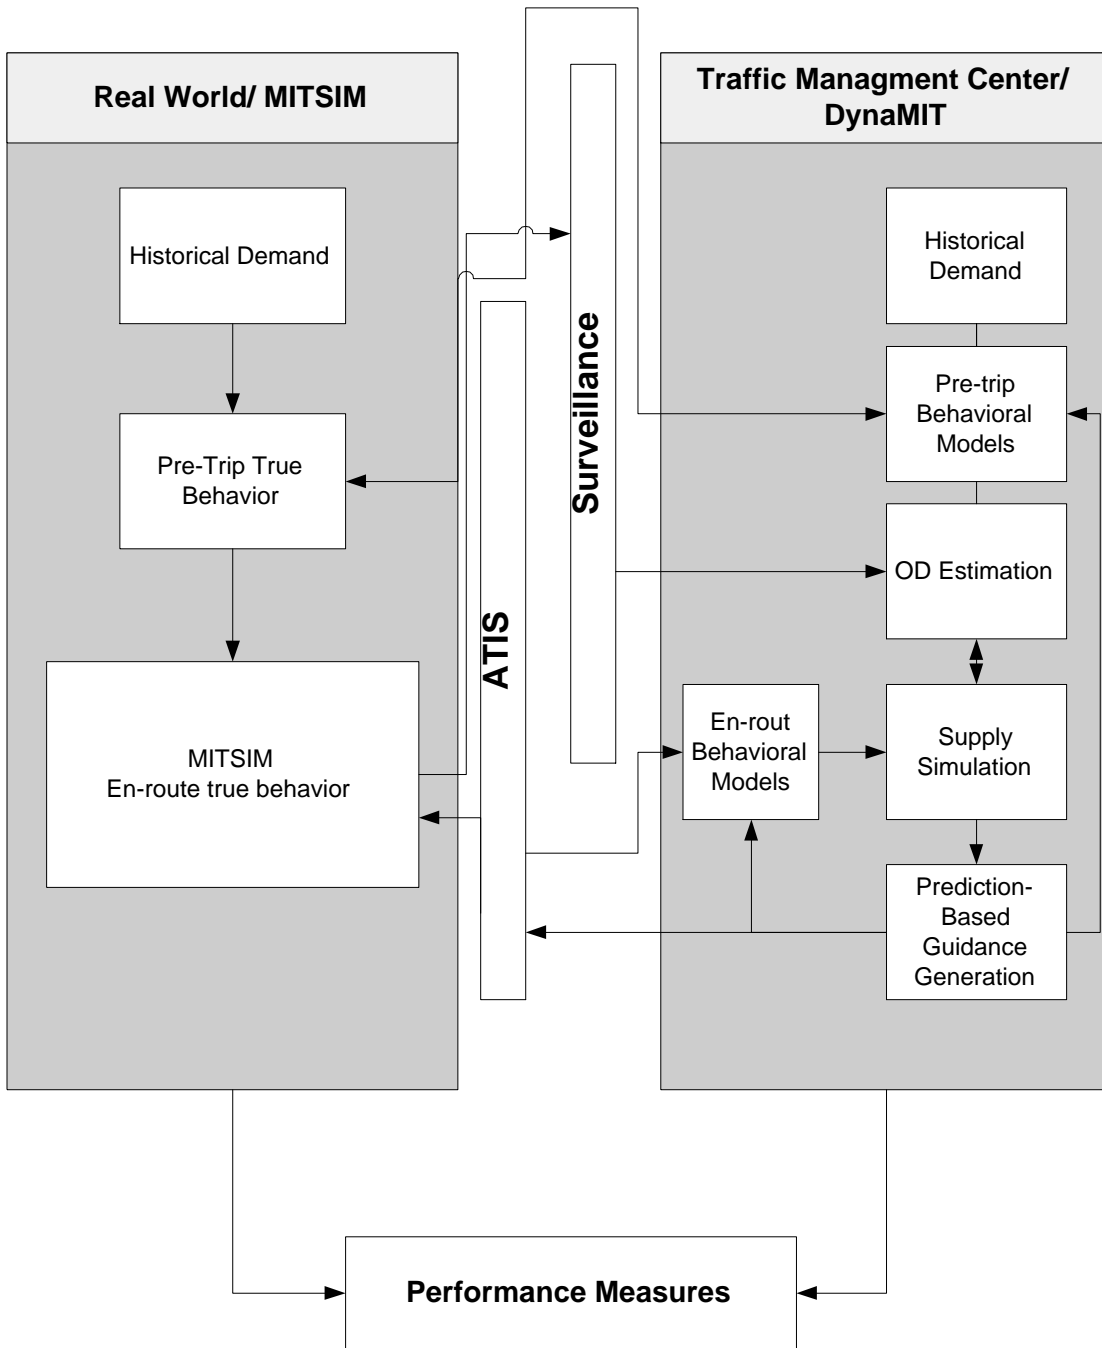 Real World/ MITSIM
Historical Demand
Pre-Trip True
Behavior
MITSIM
En-route true behavior
ATIS
Surveillance
Traffic Managment Center/
DynaMIT
Historical
Demand
Pre-trip
Behavioral
Models
OD Estimation
En-rout
Behavioral
Models
Supply
Simulation
Prediction-
Based
Guidance
Generation
Performance Measures